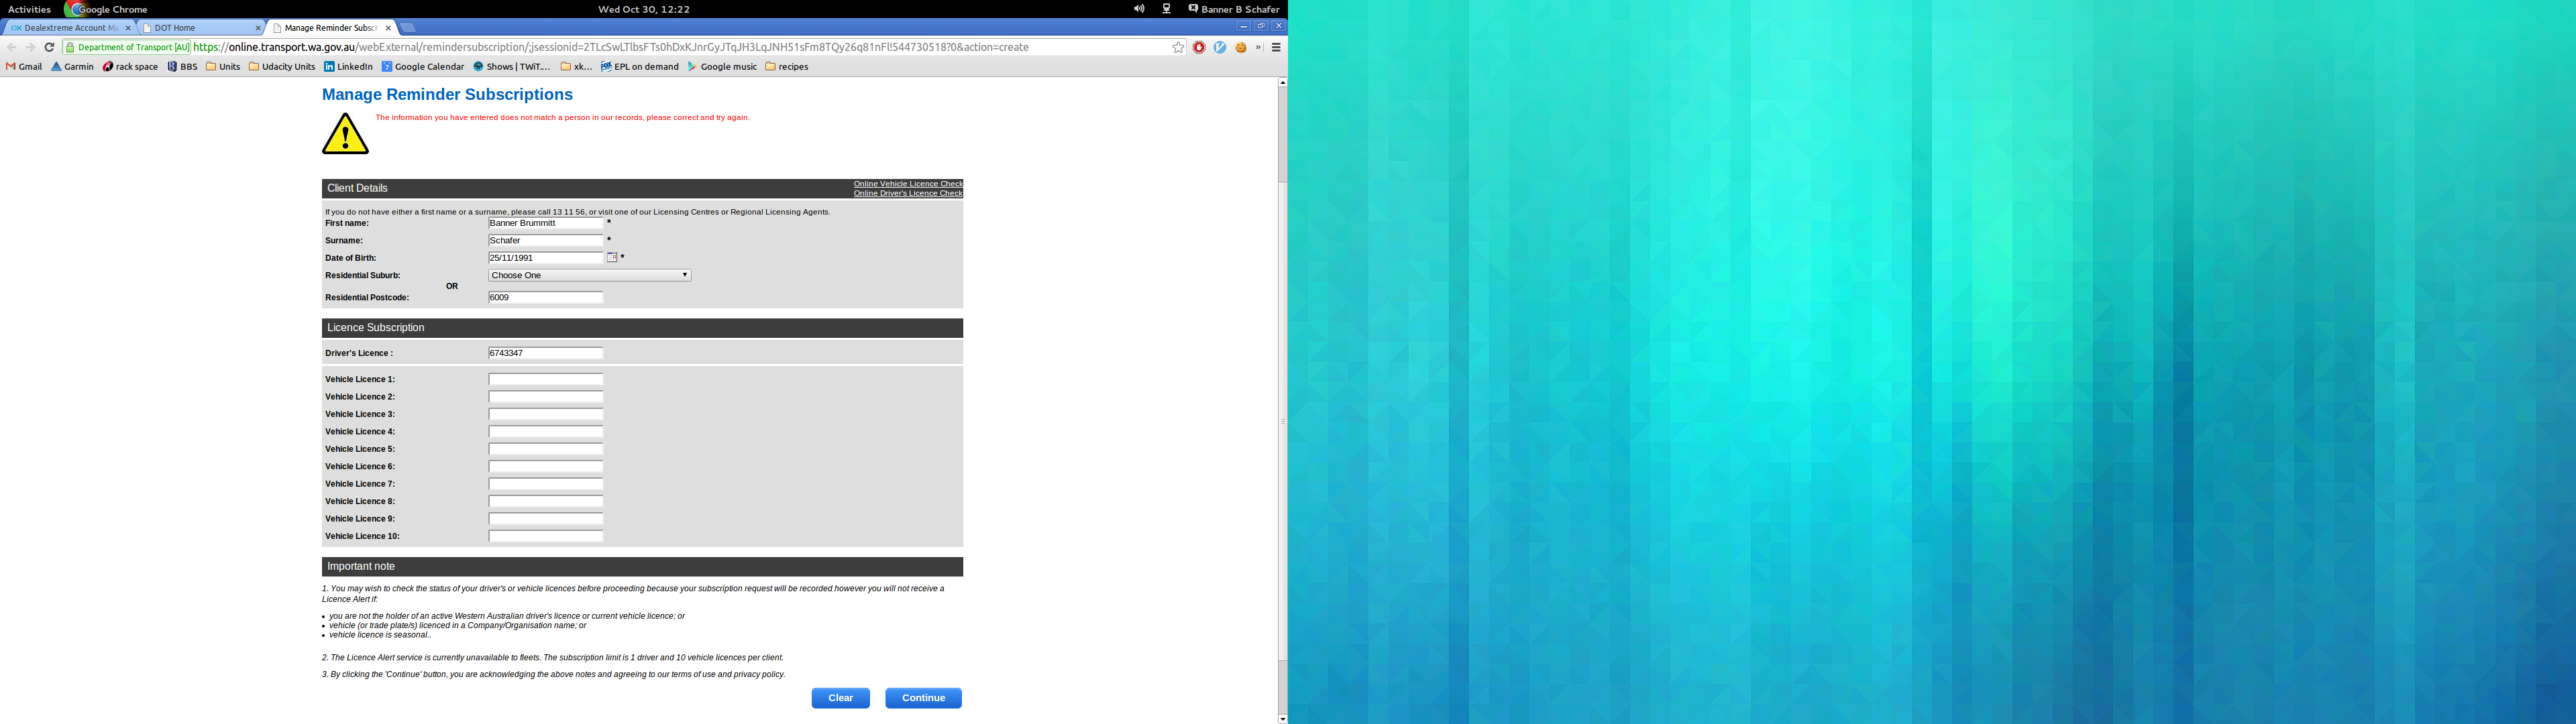 Activities Google Chrome Wed Oct 30, 12:22 Banner B Schafer
Dealextreme Account Ma DOT Home Manage Reminder Subscr
Department of Transport [AU] https://online.transport.wa.gov.au/webExternal/remindersubscription/;jsessionid=2TLcSwLTlbsFTs0hDxKJnrGyJTqJH3LqJNH51sFm8TQy26q81nFl!544730518?0&action=create
Gmail Garmin rack space BBS Units Udacity Units LinkedIn Google Calendar Shows | TWiT.... xk... EPL on demand Google music recipes
Manage Reminder Subscriptions
The information you have entered does not match a person in our records, please correct and try again.
Client Details
Online Vehicle Licence Check
Online Driver's Licence Check
If you do not have either a first name or a surname, please call 13 11 56, or visit one of our Licensing Centres or Regional Licensing Agents.
First name: Banner Brummitt *
Surname: Schafer *
Date of Birth: 25/11/1991 *
Residential Suburb: Choose One
OR
Residential Postcode: 6009
Licence Subscription
Driver's Licence : 6743347
Vehicle Licence 1:
Vehicle Licence 2:
Vehicle Licence 3:
Vehicle Licence 4:
Vehicle Licence 5:
Vehicle Licence 6:
Vehicle Licence 7:
Vehicle Licence 8:
Vehicle Licence 9:
Vehicle Licence 10:
Important note
1. You may wish to check the status of your driver's or vehicle licences before proceeding because your subscription request will be recorded however you will not receive a
Licence Alert if:
• you are not the holder of an active Western Australian driver's licence or current vehicle licence; or
• vehicle (or trade plate/s) licenced in a Company/Organisation name; or
• vehicle licence is seasonal..
2. The Licence Alert service is currently unavailable to fleets. The subscription limit is 1 driver and 10 vehicle licences per client.
3. By clicking the 'Continue' button, you are acknowledging the above notes and agreeing to our terms of use and privacy policy.
Clear Continue